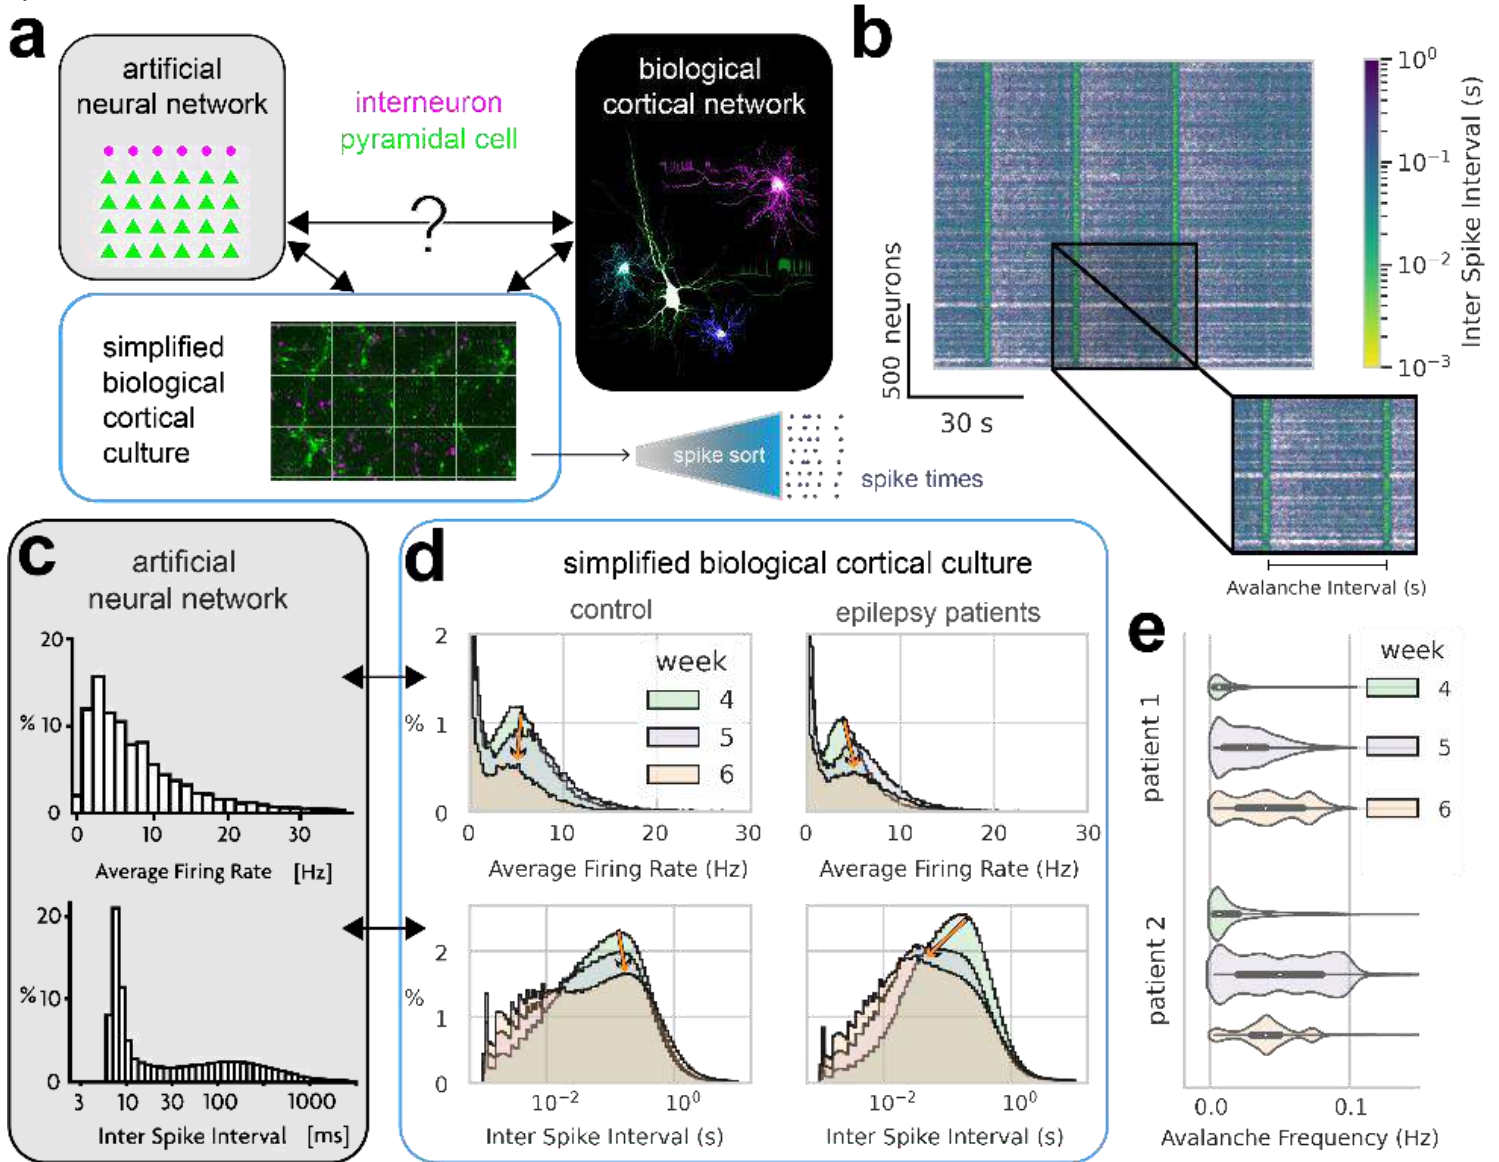 a
artificial
neural network
interneuron
pyramidal cell
?
biological
cortical network
simplified
biological
cortical
culture
spike sort
spike times
b
500 neurons
30 s
10⁰
10⁻¹
10⁻²
10⁻³
Inter Spike Interval (s)
Avalanche Interval (s)
c
artificial
neural network
20
% 10
0
0 10 20 30
Average Firing Rate [Hz]
20
% 10
0
3 10 30 100 1000
Inter Spike Interval [ms]
d
simplified biological cortical culture
control
epilepsy patients
2
% 1
0
week
4
5
6
0 10 20 30
Average Firing Rate (Hz)
0 10 20 30
Average Firing Rate (Hz)
2
%
1
0
10⁻² 10⁰
Inter Spike Interval (s)
10⁻² 10⁰
Inter Spike Interval (s)
e
week
4
5
6
patient 1
patient 2
0.0 0.1
Avalanche Frequency (Hz)